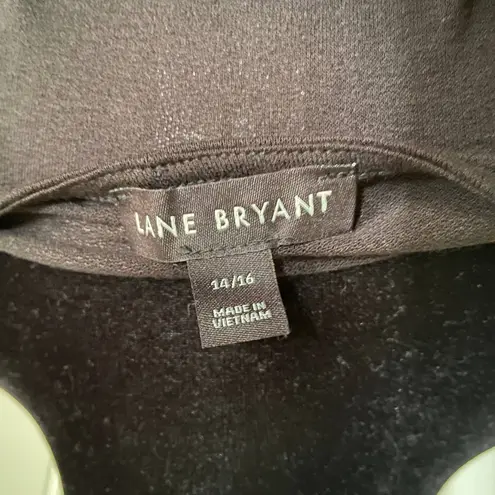 LANE BRYANT
14/16
MADE IN
VIETNAM